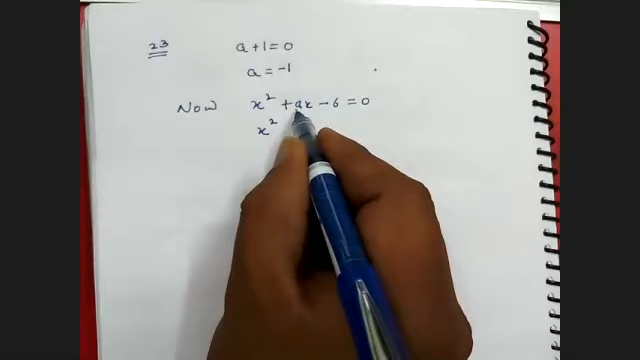 23
a + 1 = 0
a = -1
Now x² + ax - 6 = 0
x²